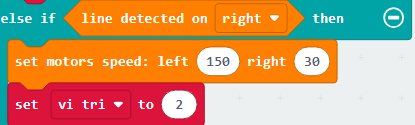 else if line detected on right then
set motors speed: left 150 right 30
set vi tri to 2